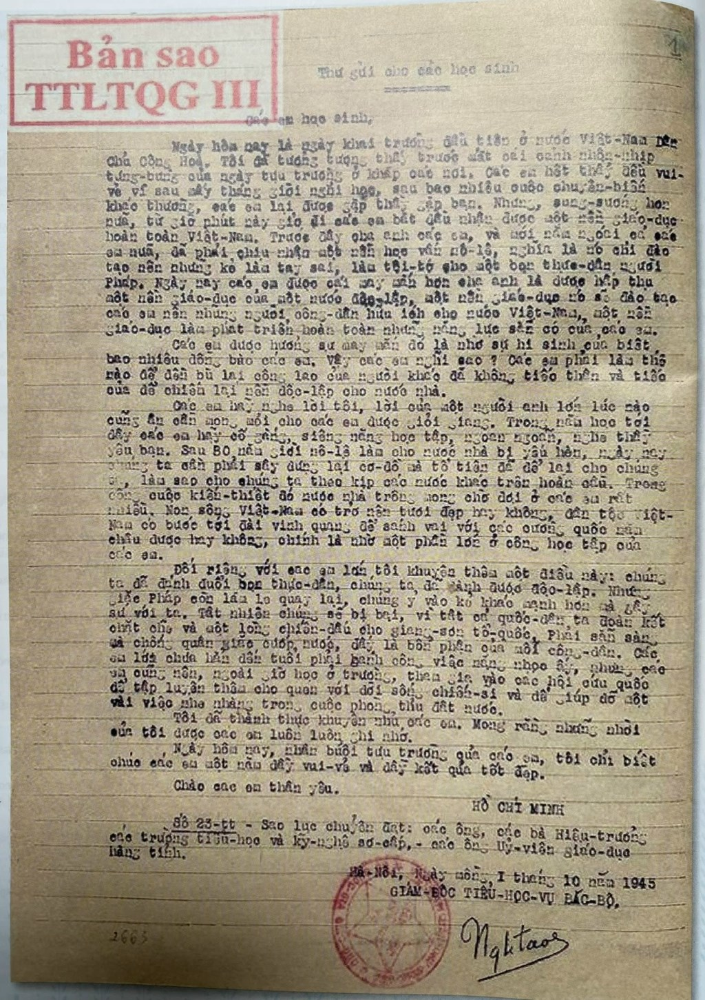 Bản sao
TTLTQG III
1
Thư gửi cho các học sinh
Các em học sinh,
Ngày hôm nay là ngày khai trường đầu tiên ở nước Việt-Nam Dân
Chủ Cộng Hoà. Tôi đã tưởng tượng thấy trước mắt cái cảnh nhộn-nhịp
tưng-bừng của ngày tựu trường ở khắp các nơi. Các em hết thảy đều vui-
vẻ vì sau mấy tháng giời nghỉ học, sau bao nhiêu cuộc chuyển-biến
khác thường, các em lại được gặp thầy gặp bạn. Nhưng, sung-sướng hơn
nữa, từ giờ phút này giở đi các em bắt đầu nhận được một nền giáo-dục
hoàn toàn Việt-Nam. Trước đây cha anh các em, và mới năm ngoái cả các
em nữa, đã phải chịu nhận một nền học vấn nô-lệ, nghĩa là nó chỉ đào
tạo nên những kẻ làm tay sai, làm tôi-tớ cho một bọn thực-dân người
Pháp. Ngày nay các em được cái may mắn hơn cha anh là được hấp thụ
một nền giáo-dục của một nước độc-lập, một nền giáo-dục nó sẽ đào tạo
các em nên những người công-dân hữu ích cho nước Việt-Nam, một nền
giáo-dục làm phát triển hoàn toàn những năng lực sẵn có của các em.
Các em được hưởng sự may mắn đó là nhờ sự hi sinh của biết
bao nhiêu đồng bào các em. Vậy các em nghĩ sao ? Các em phải làm thế
nào để đền bù lại công lao của người khác đã không tiếc thân và tiếc
của để chiếm lại nền độc-lập cho nước nhà.
Các em hãy nghe lời tôi, lời của một người anh lớn lúc nào
cũng ân cần mong mỏi cho các em được giỏi giang. Trong năm học tới
đây các em hãy cố gắng, siêng năng học tập, ngoan ngoãn, nghe thầy
yêu bạn. Sau 80 năm giời nô-lệ làm cho nước nhà bị yếu hèn, ngày nay
chúng ta cần phải xây dựng lại cơ-đồ mà tổ tiên đã để lại cho chúng
ta, làm sao cho chúng ta theo kịp các nước khác trên hoàn cầu. Trong
công cuộc kiến-thiết đó nước nhà trông mong chờ đợi ở các em rất
nhiều. Non sông Việt-Nam có trở nên tươi đẹp hay không, dân tộc Việt-
Nam có bước tới đài vinh quang để sánh vai với các cường quốc năm
châu được hay không, chính là nhờ một phần lớn ở công học tập của
các em.
Đối riêng với các em lớn tôi khuyên thêm một điều này: chúng
ta đã đánh đuổi bọn thực-dân, chúng ta đã giành được độc-lập. Nhưng
giặc Pháp còn lăm le quay lại, chúng ỷ vào kẻ khác mạnh hơn mà gây
sự với ta. Tất nhiên chúng sẽ bị bại, vì tất cả quốc-dân ta đoàn kết
chặt chẽ và một lòng chiến-đấu cho giang-sơn tổ-quốc. Phải sẵn sàng
mà chống quân giặc cướp nước, đấy là bổn phận của mỗi công-dân. Các
em lớn chưa hẳn đến tuổi phải gánh công việc nặng nhọc ấy, nhưng các
em cũng nên, ngoài giờ học ở trường, tham gia vào các hội cứu quốc
để tập luyện thêm cho quen với đời sống chiến-sĩ và để giúp đỡ một
vài việc nhẹ nhàng trong cuộc phòng thủ đất nước.
Tôi đã thành thực khuyên nhủ các em. Mong rằng những nhời
của tôi được các em luôn luôn ghi nhớ.
Ngày hôm nay, nhân buổi tựu trường của các em, tôi chỉ biết
chúc các em một năm đầy vui-vẻ và đầy kết quả tốt đẹp.
Chào các em thân yêu.
HỒ CHÍ MINH
Số 23-tt - Sao lục chuyển đạt: các ông, các bà Hiệu-trưởng
các trường tiểu-học và kỹ-nghệ sơ-cấp,- các ông Uỷ-viên giáo-dục
hàng tỉnh.
Hà-Nội, Ngày mồng I tháng 10 năm 1945
GIÁM-ĐỐC TIỂU-HỌC-VỤ BẮC-BỘ.
2663